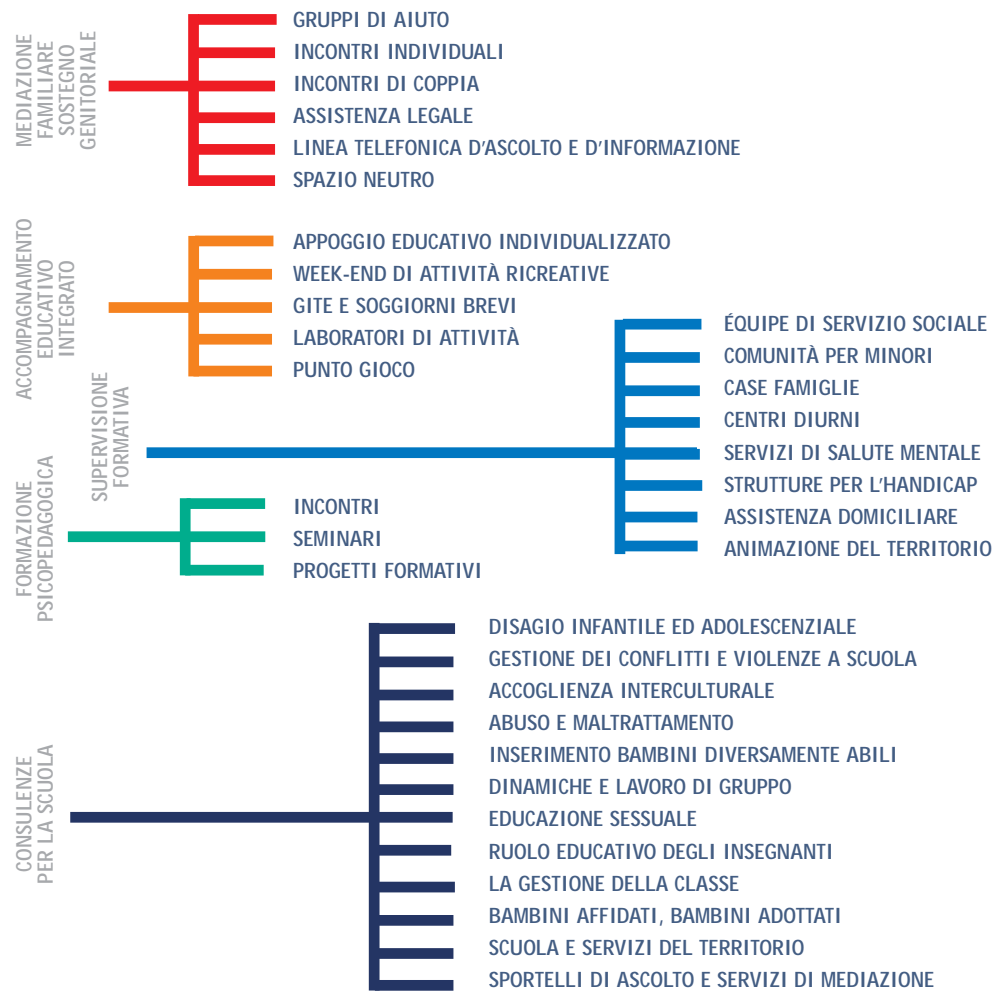 MEDIAZIONE
FAMILIARE
SOSTEGNO
GENITORIALE
GRUPPI DI AIUTO
INCONTRI INDIVIDUALI
INCONTRI DI COPPIA
ASSISTENZA LEGALE
LINEA TELEFONICA D'ASCOLTO E D'INFORMAZIONE
SPAZIO NEUTRO
ACCOMPAGNAMENTO
EDUCATIVO
INTEGRATO
APPOGGIO EDUCATIVO INDIVIDUALIZZATO
WEEK-END DI ATTIVITÀ RICREATIVE
GITE E SOGGIORNI BREVI
LABORATORI DI ATTIVITÀ
PUNTO GIOCO
SUPERVISIONE
FORMATIVA
ÉQUIPE DI SERVIZIO SOCIALE
COMUNITÀ PER MINORI
CASE FAMIGLIE
CENTRI DIURNI
SERVIZI DI SALUTE MENTALE
STRUTTURE PER L'HANDICAP
ASSISTENZA DOMICILIARE
ANIMAZIONE DEL TERRITORIO
FORMAZIONE
PSICOPEDAGOGICA
INCONTRI
SEMINARI
PROGETTI FORMATIVI
CONSULENZE
PER LA SCUOLA
DISAGIO INFANTILE ED ADOLESCENZIALE
GESTIONE DEI CONFLITTI E VIOLENZE A SCUOLA
ACCOGLIENZA INTERCULTURALE
ABUSO E MALTRATTAMENTO
INSERIMENTO BAMBINI DIVERSAMENTE ABILI
DINAMICHE E LAVORO DI GRUPPO
EDUCAZIONE SESSUALE
RUOLO EDUCATIVO DEGLI INSEGNANTI
LA GESTIONE DELLA CLASSE
BAMBINI AFFIDATI, BAMBINI ADOTTATI
SCUOLA E SERVIZI DEL TERRITORIO
SPORTELLI DI ASCOLTO E SERVIZI DI MEDIAZIONE